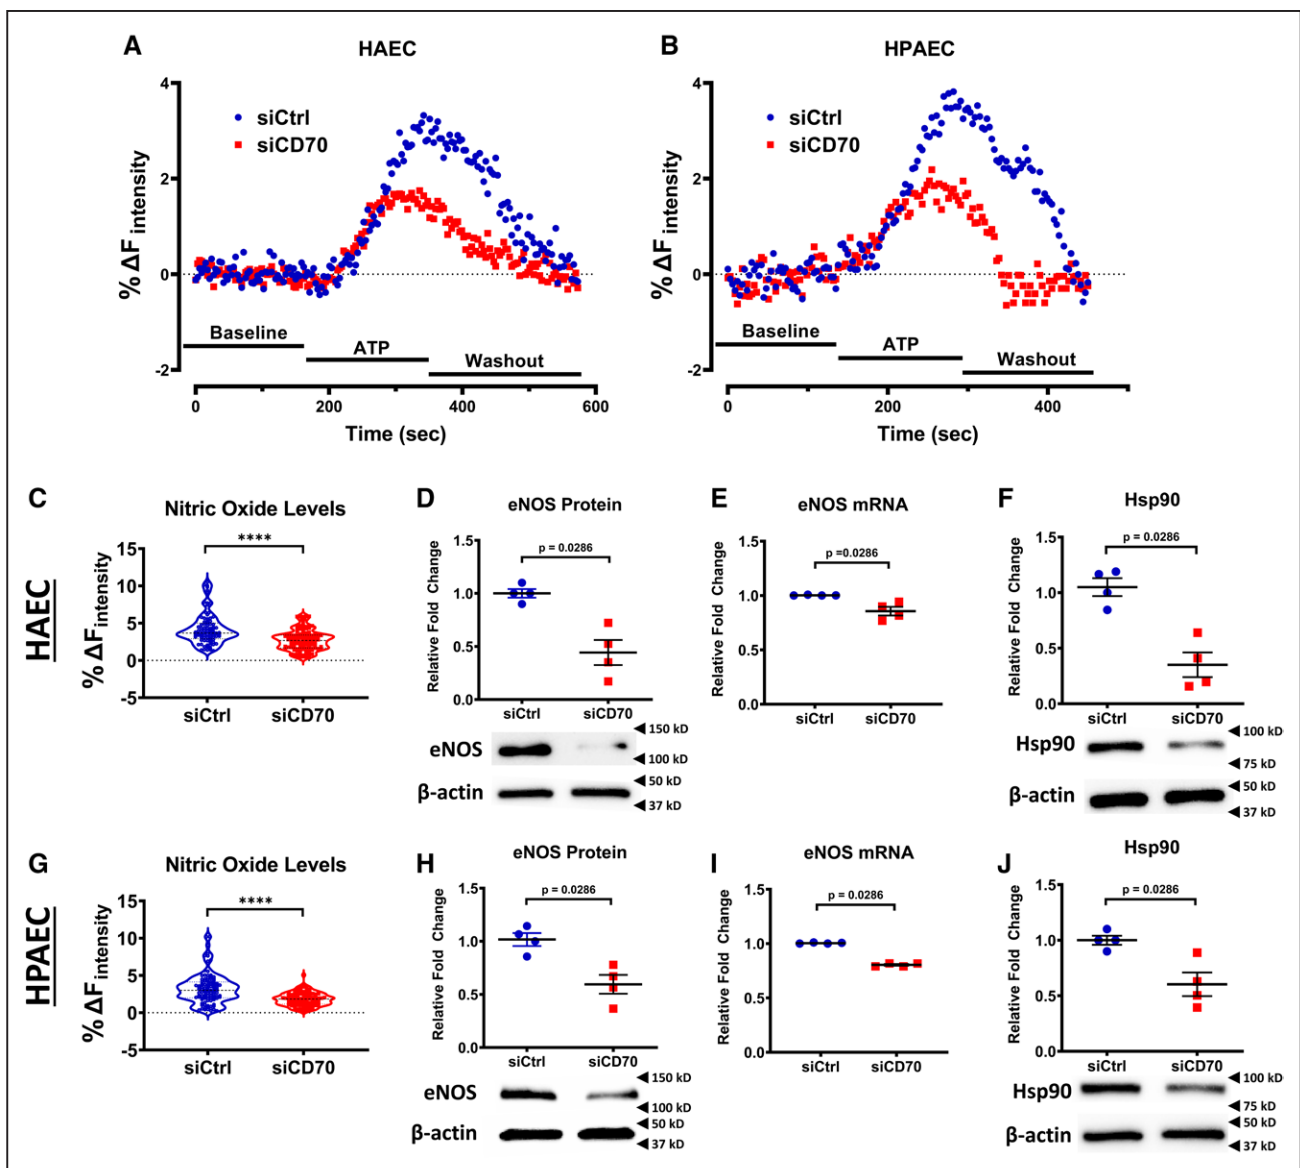 A
HAEC
4
2
0
-2
% ΔF intensity
siCtrl
siCD70
Baseline
ATP
Washout
0 200 400 600
Time (sec)
B
HPAEC
4
2
0
-2
% ΔF intensity
siCtrl
siCD70
Baseline
ATP
Washout
0 200 400
Time (sec)
HAEC
C
Nitric Oxide Levels
****
15
10
5
0
-5
% ΔF intensity
siCtrl siCD70
D
eNOS Protein
p = 0.0286
1.5
1.0
0.5
0.0
Relative Fold Change
siCtrl siCD70
eNOS
150 kD
100 kD
β-actin
50 kD
37 kD
E
eNOS mRNA
p =0.0286
1.5
1.0
0.5
0.0
Relative Fold Change
siCtrl siCD70
F
Hsp90
p = 0.0286
1.5
1.0
0.5
0.0
Relative Fold Change
siCtrl siCD70
Hsp90
100 kD
75 kD
β-actin
50 kD
37 kD
HPAEC
G
Nitric Oxide Levels
****
15
10
5
0
-5
% ΔF intensity
siCtrl siCD70
H
eNOS Protein
p = 0.0286
1.5
1.0
0.5
0.0
Relative Fold Change
siCtrl siCD70
eNOS
150 kD
100 kD
β-actin
50 kD
37 kD
I
eNOS mRNA
p = 0.0286
1.5
1.0
0.5
0.0
Relative Fold Change
siCtrl siCD70
J
Hsp90
p = 0.0286
1.5
1.0
0.5
0.0
Relative Fold Change
siCtrl siCD70
Hsp90
100 kD
75 kD
β-actin
50 kD
37 kD